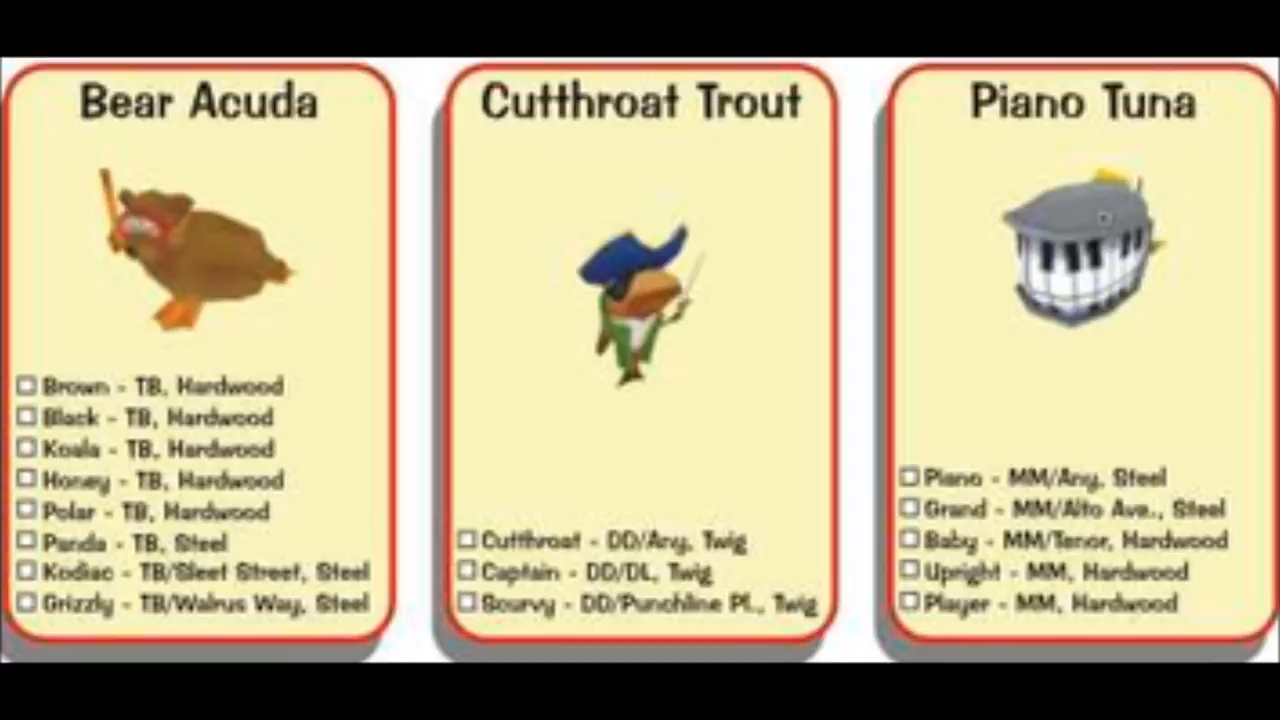 Bear Acuda
Brown - TB, Hardwood
Black - TB, Hardwood
Koala - TB, Hardwood
Honey - TB, Hardwood
Polar - TB, Hardwood
Panda - TB, Steel
Kodiac - TB/Sleet Street, Steel
Grizzly - TB/Walrus Way, Steel
Cutthroat Trout
Cutthroat - DD/Any, Twig
Captain - DD/DL, Twig
Scurvy - DD/Punchline Pl., Twig
Piano Tuna
Piano - MM/Any, Steel
Grand - MM/Alto Ave., Steel
Baby - MM/Tenor, Hardwood
Upright - MM, Hardwood
Player - MM, Hardwood